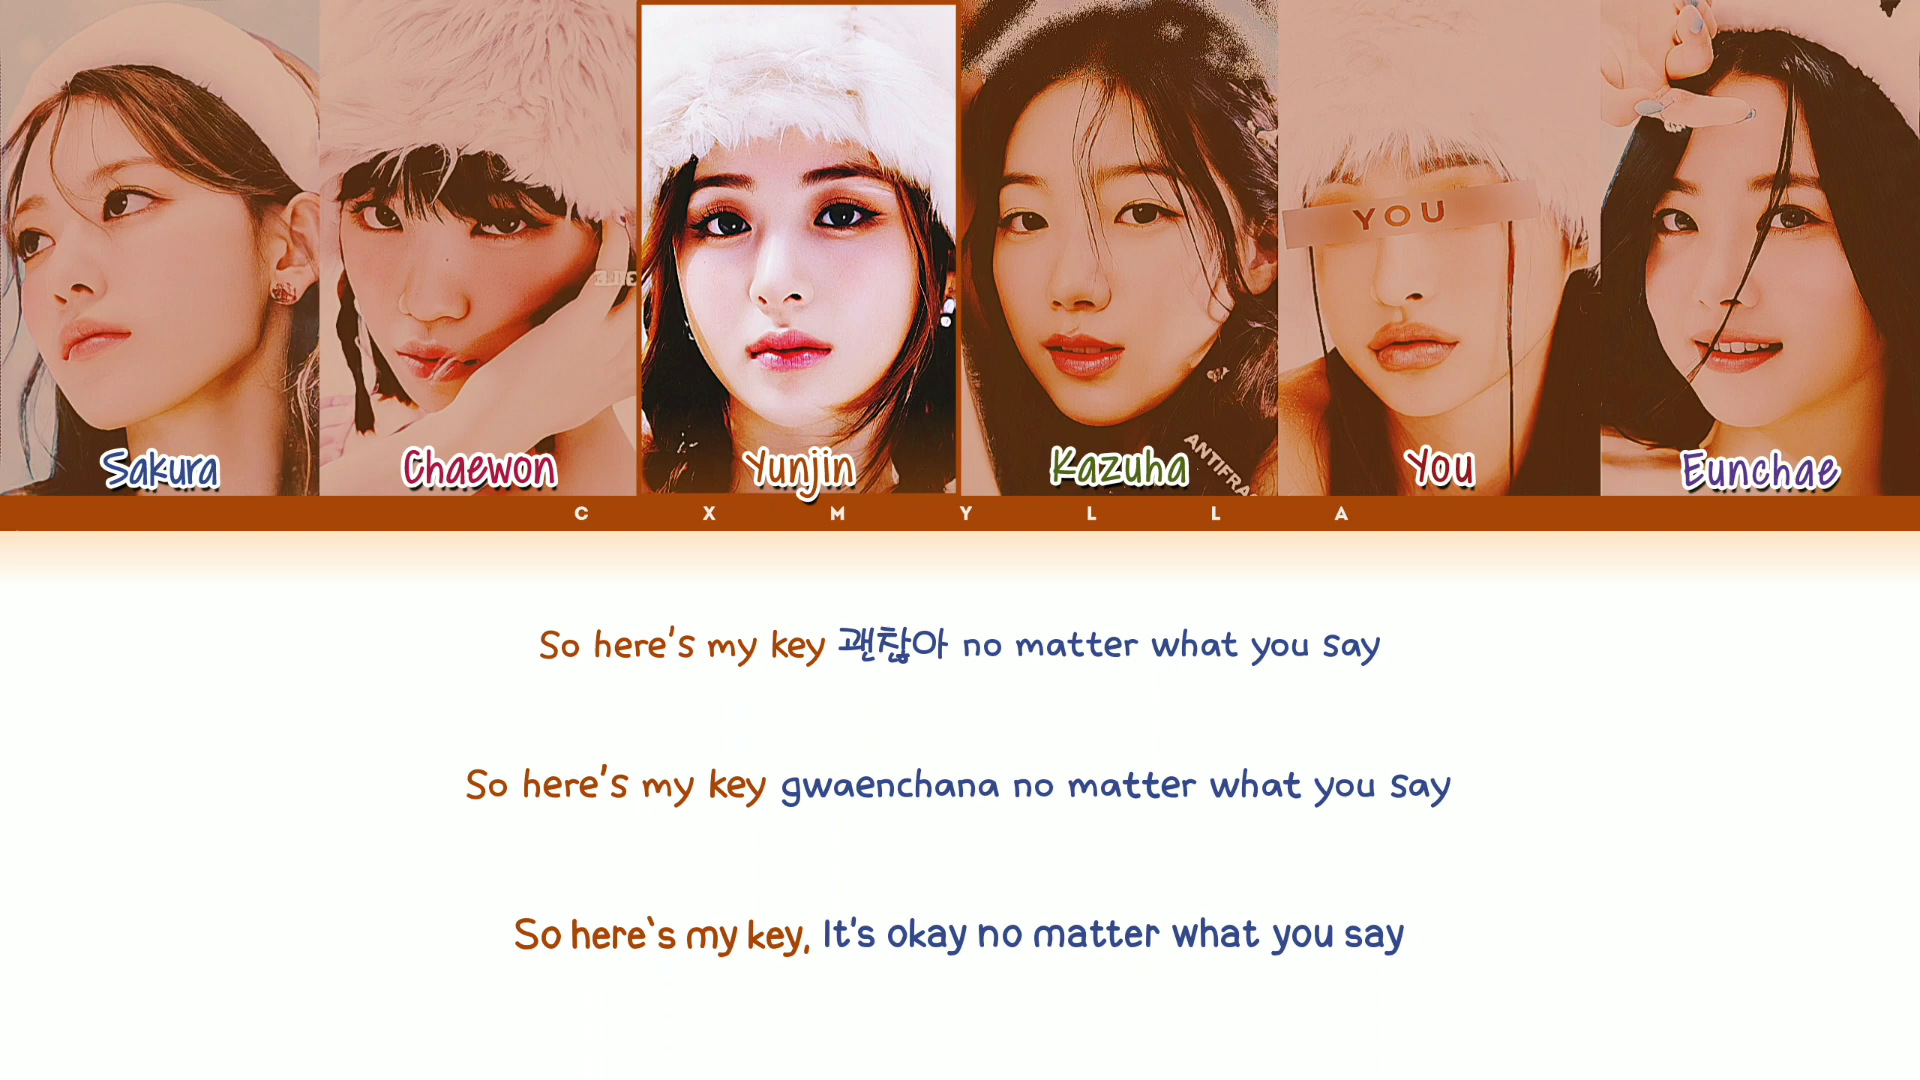 YOU
ANTIFRA
Sakura
Chaewon
Yunjin
Kazuha
You
Eunchae
CXMYLLA
So here's my key 괜찮아 no matter what you say
So here's my key gwaenchana no matter what you say
So here`s my key, It's okay no matter what you say